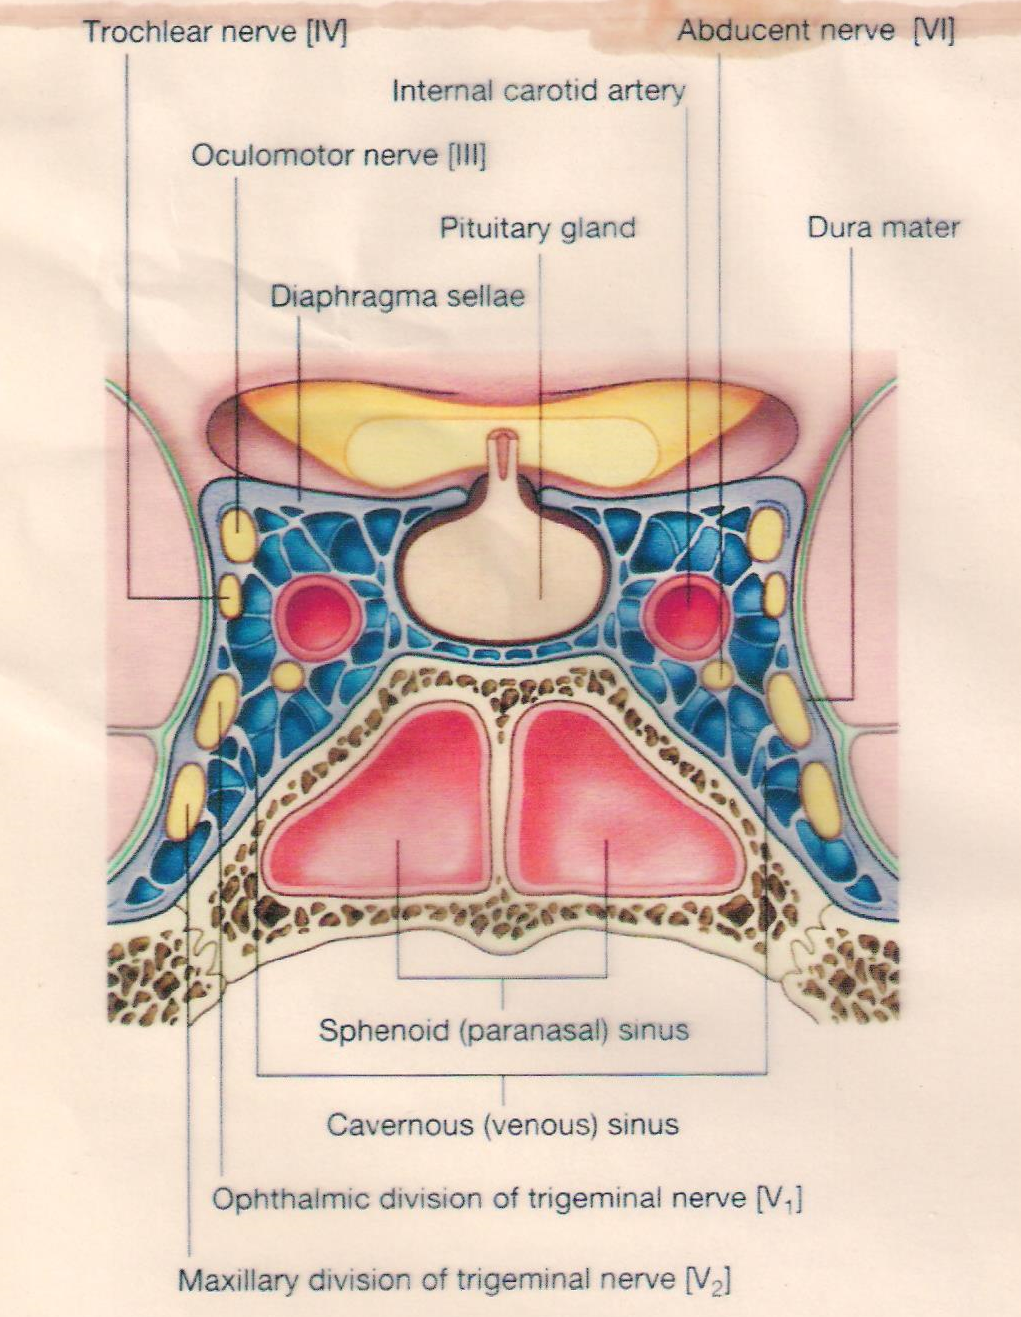 Trochlear nerve [IV]
Abducent nerve [VI]
Internal carotid artery
Oculomotor nerve [III]
Pituitary gland
Dura mater
Diaphragma sellae
Sphenoid (paranasal) sinus
Cavernous (venous) sinus
Ophthalmic division of trigeminal nerve [V₁]
Maxillary division of trigeminal nerve [V₂]